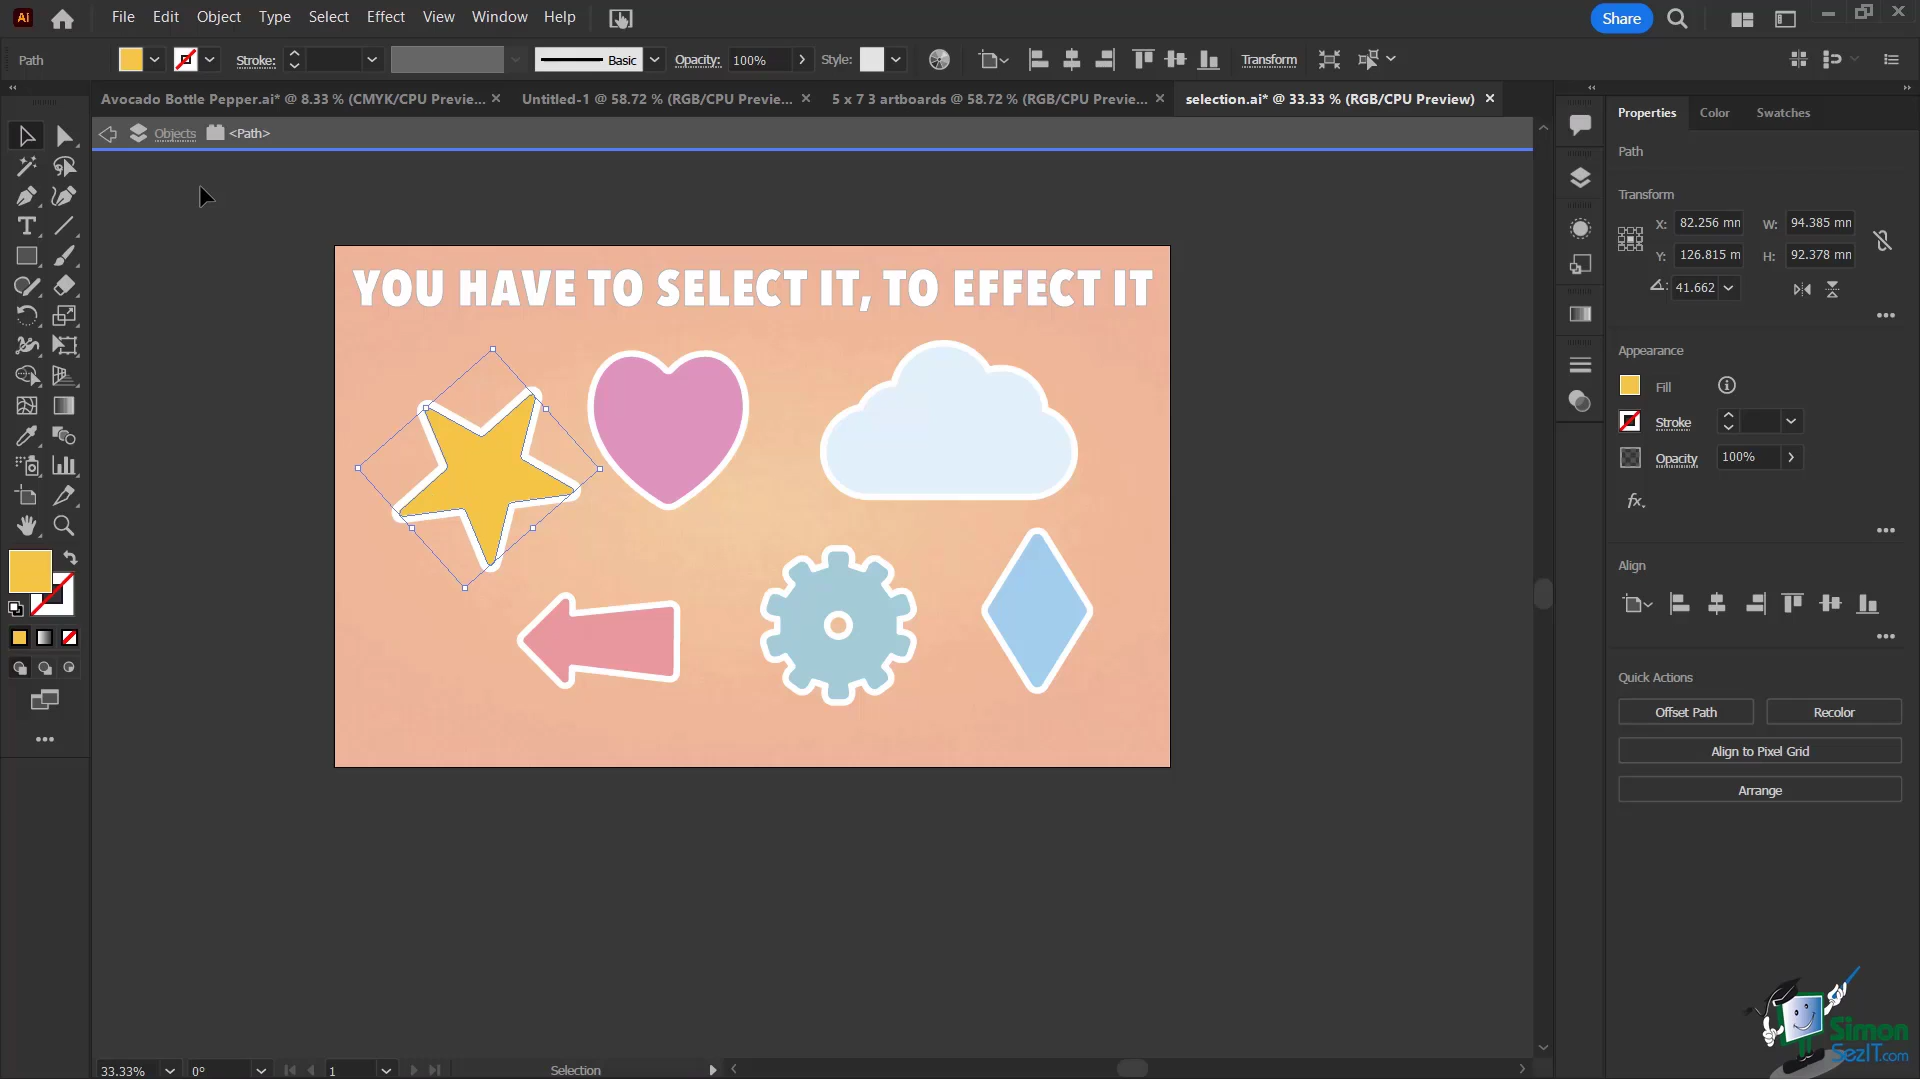 Ai File Edit Object Type Select Effect View Window Help Share
Path Stroke: Basic Opacity: 100% Style: Transform
Avocado Bottle Pepper.ai* @ 8.33 % (CMYK/CPU Previe... Untitled-1 @ 58.72 % (RGB/CPU Previe... 5 x 7 3 artboards @ 58.72 % (RGB/CPU Previe... selection.ai* @ 33.33 % (RGB/CPU Preview)
Objects <Path>
YOU HAVE TO SELECT IT, TO EFFECT IT
Properties Color Swatches
Path
Transform
X: 82.256 mn W: 94.385 mn
Y: 126.815 m H: 92.378 mn
41.662
Appearance
Fill
Stroke
Opacity 100%
fx.
Align
Quick Actions
Offset Path Recolor
Align to Pixel Grid
Arrange
Simon
SezIT.com
33.33% 0° 1 Selection